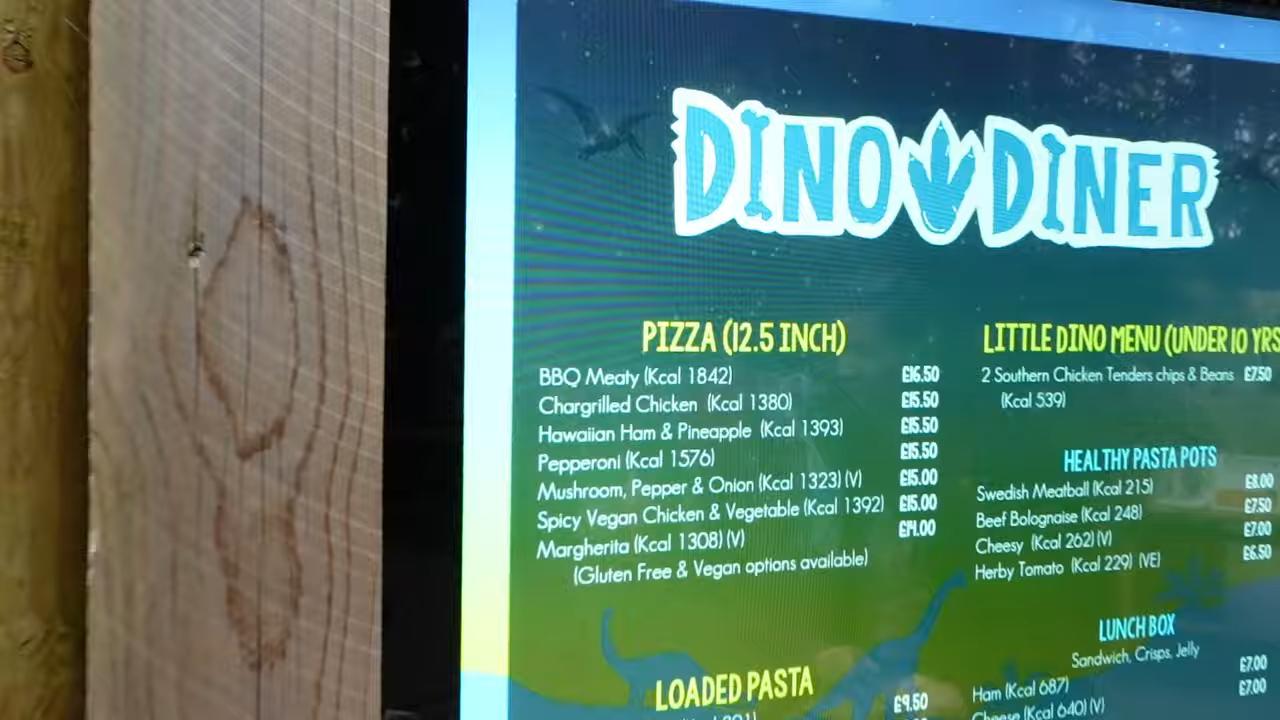 DINO DINER
PIZZA (12.5 INCH)
BBQ Meaty (Kcal 1842) £16.50
Chargrilled Chicken (Kcal 1380) £15.50
Hawaiian Ham & Pineapple (Kcal 1393) £15.50
Pepperoni (Kcal 1576) £15.50
Mushroom, Pepper & Onion (Kcal 1323) (V) £15.00
Spicy Vegan Chicken & Vegetable (Kcal 1392) £15.00
Margherita (Kcal 1308) (V) £14.00
(Gluten Free & Vegan options available)
LOADED PASTA
£9.50
LITTLE DINO MENU (UNDER 10 YRS
2 Southern Chicken Tenders chips & Beans £7.50
(Kcal 539)
HEALTHY PASTA POTS
Swedish Meatball (Kcal 215) £8.00
Beef Bolognaise (Kcal 248) £7.50
Cheesy (Kcal 262) (V) £7.00
Herby Tomato (Kcal 229) (VE) £6.50
LUNCH BOX
Sandwich, Crisps, Jelly
Ham (Kcal 687) £7.00
Cheese (Kcal 640) (V) £7.00